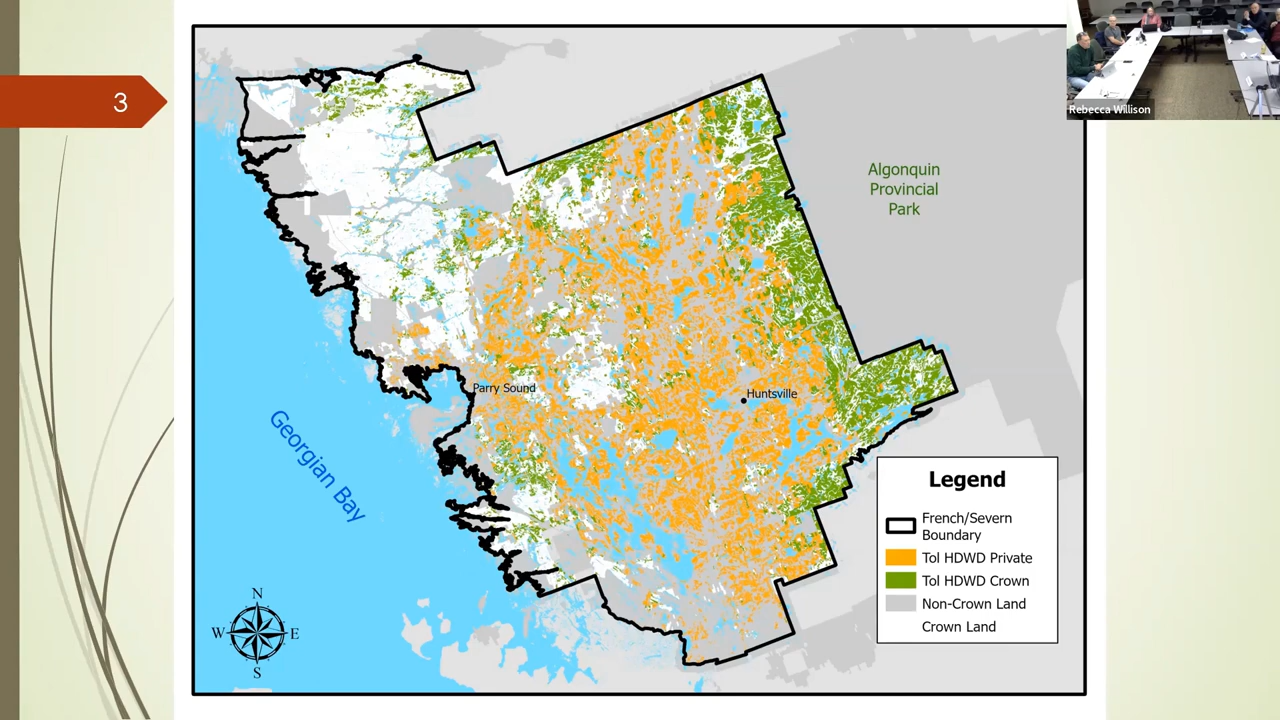 3
Rebecca Willison
Algonquin
Provincial
Park
Parry Sound
Huntsville
Georgian Bay
N
W
E
S
Legend
French/Severn
Boundary
Tol HDWD Private
Tol HDWD Crown
Non-Crown Land
Crown Land